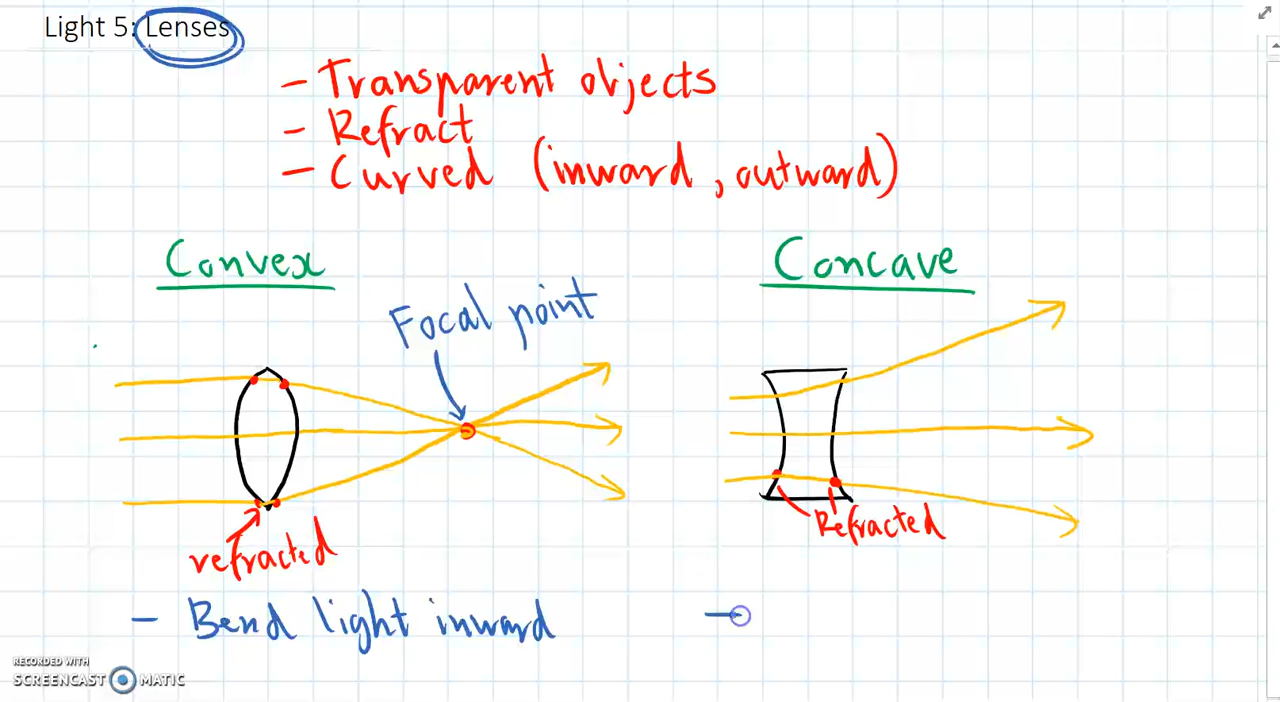 Light 5: Lenses
- Transparent objects
- Refract
- Curved (inward, outward)
Convex
Concave
Focal point
refracted
Refracted
- Bend light inward
-
RECORDED WITH
SCREENCAST MATIC